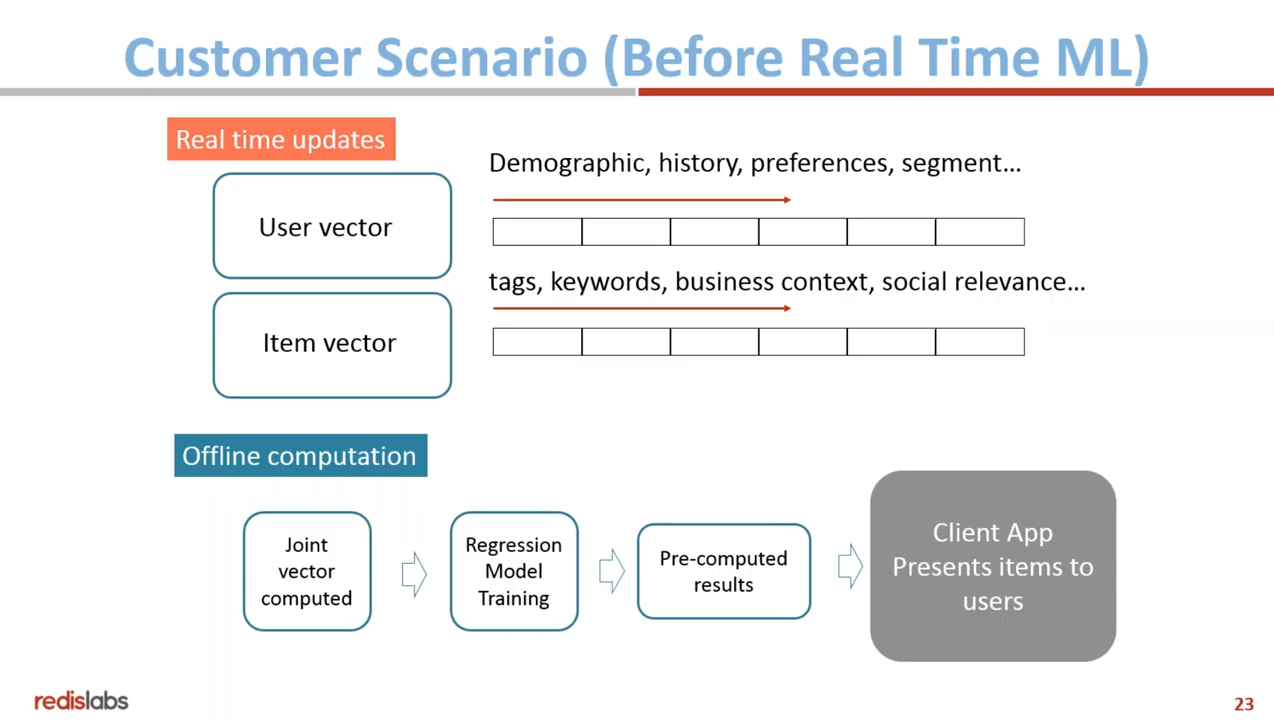 Customer Scenario (Before Real Time ML)
Real time updates
User vector
Demographic, history, preferences, segment...
Item vector
tags, keywords, business context, social relevance...
Offline computation
Joint
vector
computed
Regression
Model
Training
Pre-computed
results
Client App
Presents items to
users
redislabs
23